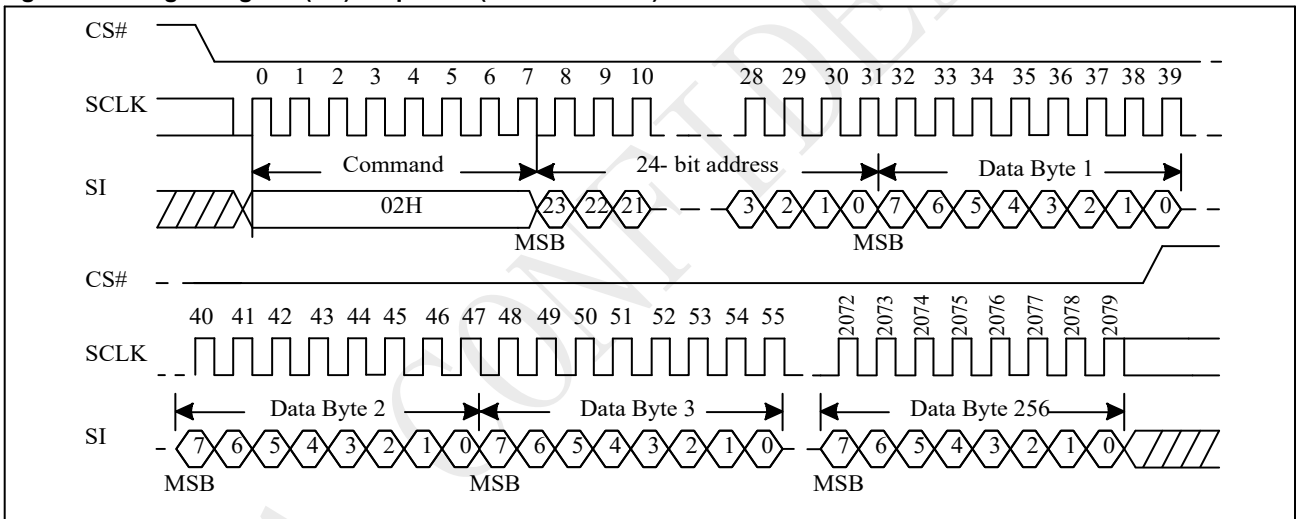 CS#
0 1 2 3 4 5 6 7 8 9 10 28 29 30 31 32 33 34 35 36 37 38 39
SCLK
Command 24- bit address Data Byte 1
SI
02H 23 22 21 3 2 1 0 7 6 5 4 3 2 1 0
MSB MSB
CS#
40 41 42 43 44 45 46 47 48 49 50 51 52 53 54 55 2072 2073 2074 2075 2076 2077 2078 2079
SCLK
Data Byte 2 Data Byte 3 Data Byte 256
SI
7 6 5 4 3 2 1 0 7 6 5 4 3 2 1 0 7 6 5 4 3 2 1 0
MSB MSB MSB